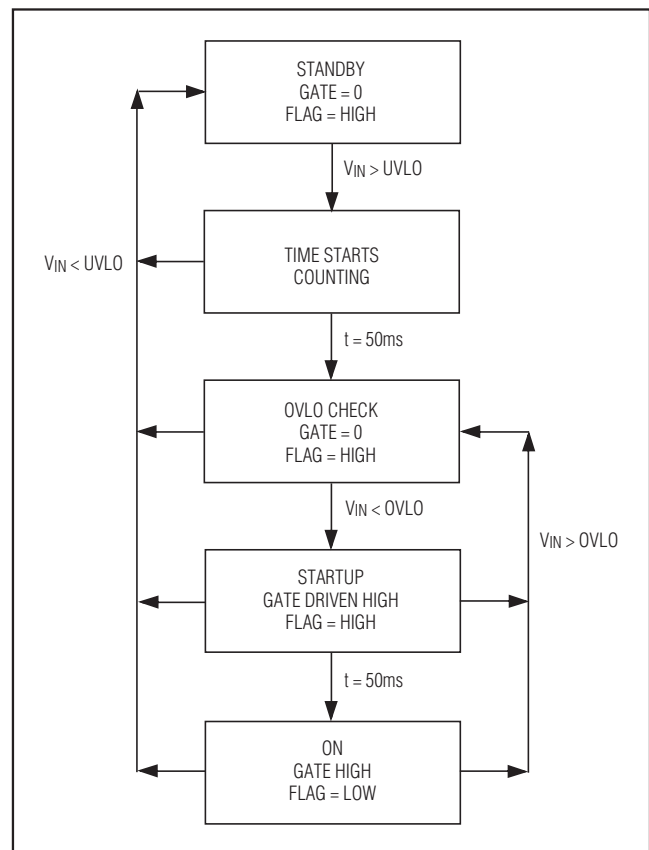 STANDBY
GATE = 0
FLAG = HIGH
VIN > UVLO
TIME STARTS
COUNTING
VIN < UVLO
t = 50ms
OVLO CHECK
GATE = 0
FLAG = HIGH
VIN < OVLO
VIN > OVLO
STARTUP
GATE DRIVEN HIGH
FLAG = HIGH
t = 50ms
ON
GATE HIGH
FLAG = LOW